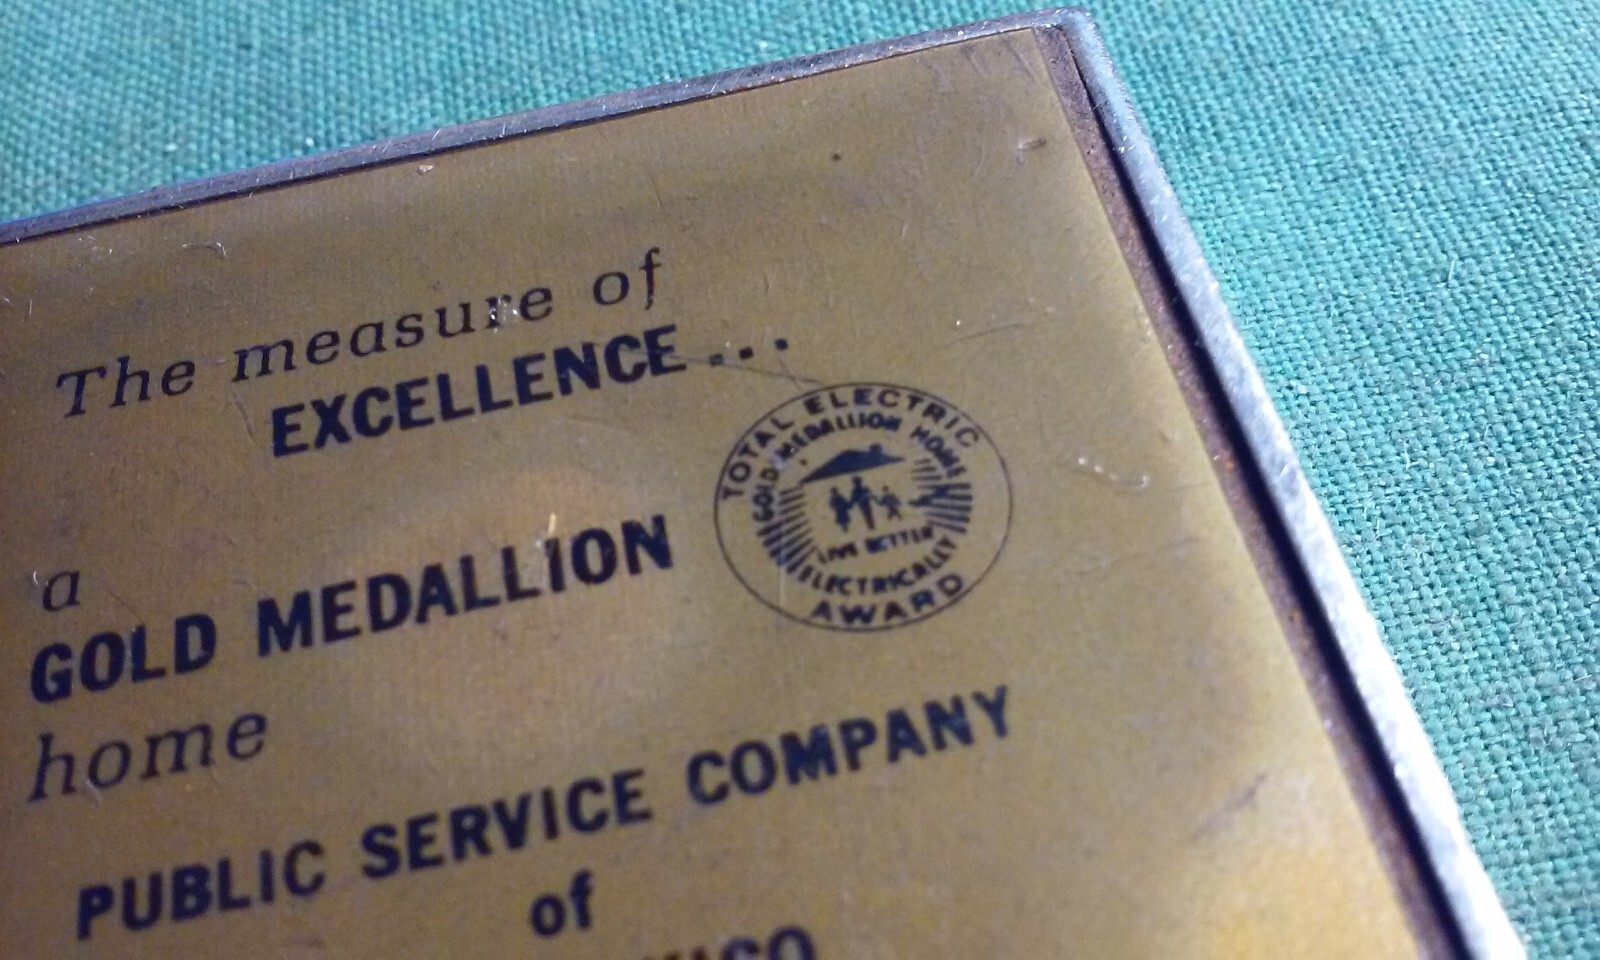 The measure of
EXCELLENCE...
TOTAL ELECTRIC
GOLD MEDALLION HOME
LIVE BETTER
ELECTRICALLY
AWARD
a
GOLD MEDALLION
home
PUBLIC SERVICE COMPANY
of